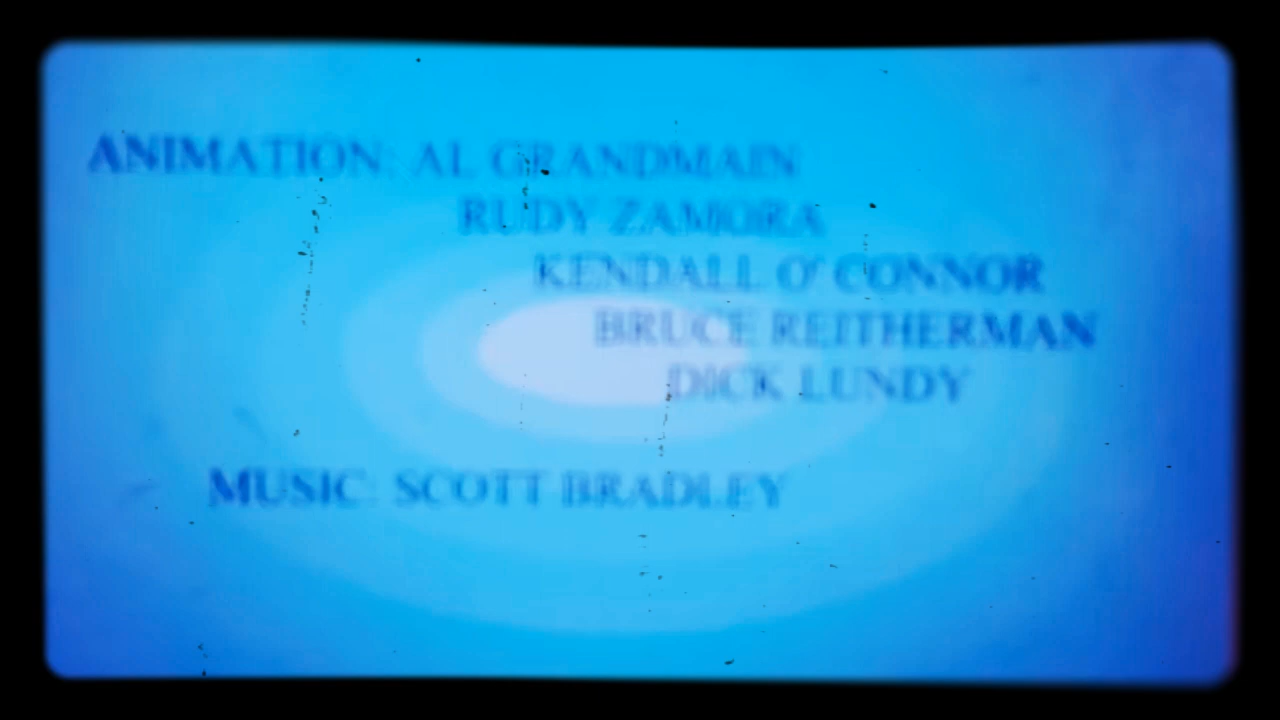 ANIMATION: AL GRANDMAIN
RUDY ZAMORA
KENDALL O' CONNOR
BRUCE REITHERMAN
DICK LUNDY
MUSIC: SCOTT BRADLEY